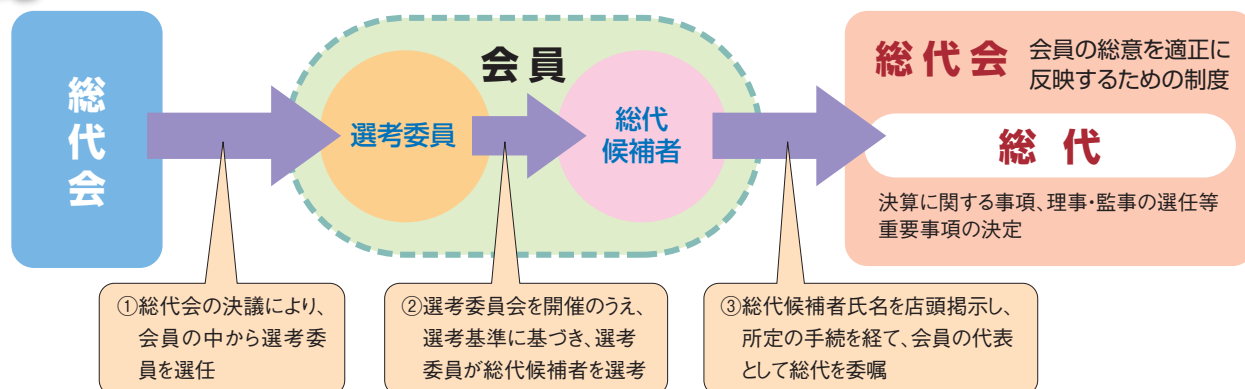 総代会
会員
選考委員
総代
候補者
総代会
会員の総意を適正に
反映するための制度
総代
決算に関する事項、理事・監事の選任等
重要事項の決定
①総代会の決議により、
会員の中から選考委
員を選任
②選考委員会を開催のうえ、
選考基準に基づき、選考
委員が総代候補者を選考
③総代候補者氏名を店頭掲示し、
所定の手続を経て、会員の代表
として総代を委嘱